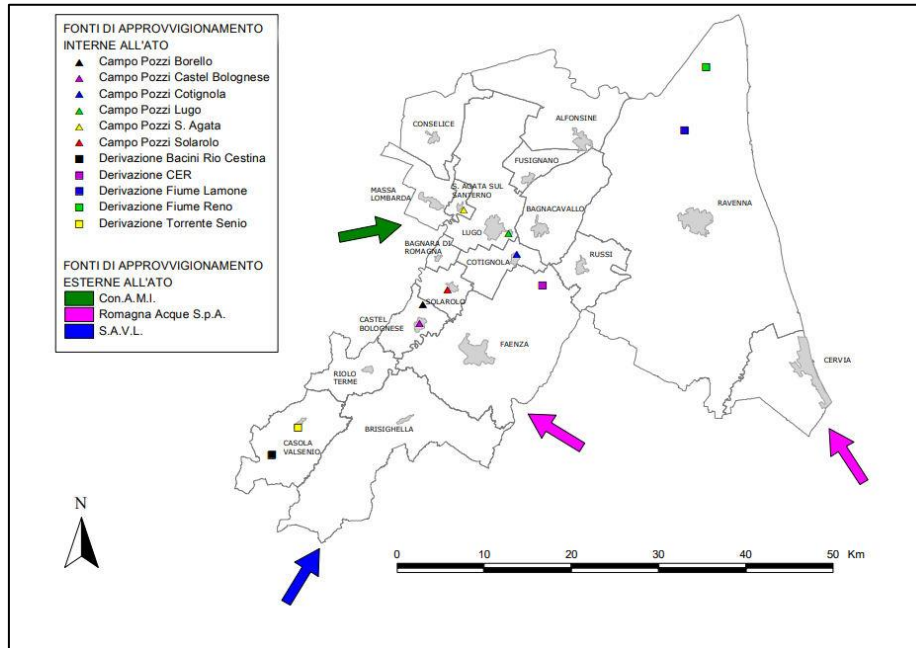 FONTI DI APPROVVIGIONAMENTO
INTERNE ALL'ATO
Campo Pozzi Borello
Campo Pozzi Castel Bolognese
Campo Pozzi Cotignola
Campo Pozzi Lugo
Campo Pozzi S. Agata
Campo Pozzi Solarolo
Derivazione Bacini Rio Cestina
Derivazione CER
Derivazione Fiume Lamone
Derivazione Fiume Reno
Derivazione Torrente Senio
FONTI DI APPROVVIGIONAMENTO
ESTERNE ALL'ATO
Con.A.M.I.
Romagna Acque S.p.A.
S.A.V.L.
CONSELICE
ALFONSINE
FUSIGNANO
MASSA
LOMBARDA
S. AGATA SUL
SANTERNO
BAGNACAVALLO
RAVENNA
LUGO
BAGNARA DI
ROMAGNA
COTIGNOLA
RUSSI
SOLAROLO
CASTEL
BOLOGNESE
FAENZA
CERVIA
RIOLO
TERME
BRISIGHELLA
CASOLA
VALSENIO
N
0 10 20 30 40 50 Km